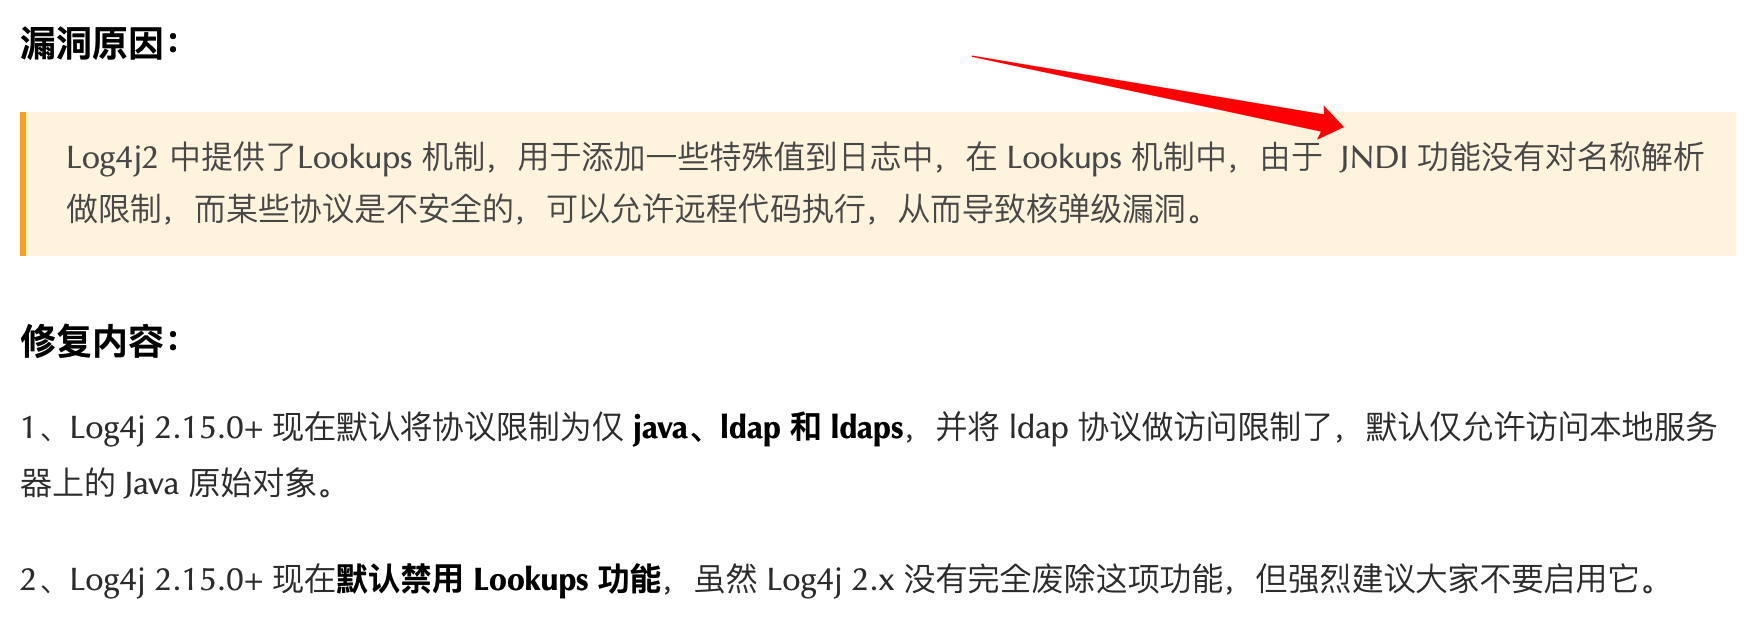 漏洞原因：
Log4j2 中提供了Lookups 机制，用于添加一些特殊值到日志中，在 Lookups 机制中，由于 JNDI 功能没有对名称解析
做限制，而某些协议是不安全的，可以允许远程代码执行，从而导致核弹级漏洞。
修复内容：
1、Log4j 2.15.0+ 现在默认将协议限制为仅 java、ldap 和 ldaps，并将 ldap 协议做访问限制了，默认仅允许访问本地服务
器上的 Java 原始对象。
2、Log4j 2.15.0+ 现在默认禁用 Lookups 功能，虽然 Log4j 2.x 没有完全废除这项功能，但强烈建议大家不要启用它。